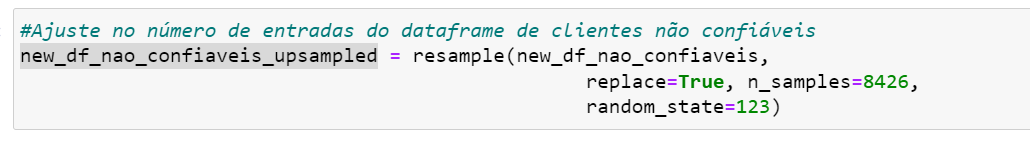 #Ajuste no número de entradas do dataframe de clientes não confiáveis
new_df_nao_confiaveis_upsampled = resample(new_df_nao_confiaveis,
replace=True, n_samples=8426,
random_state=123)